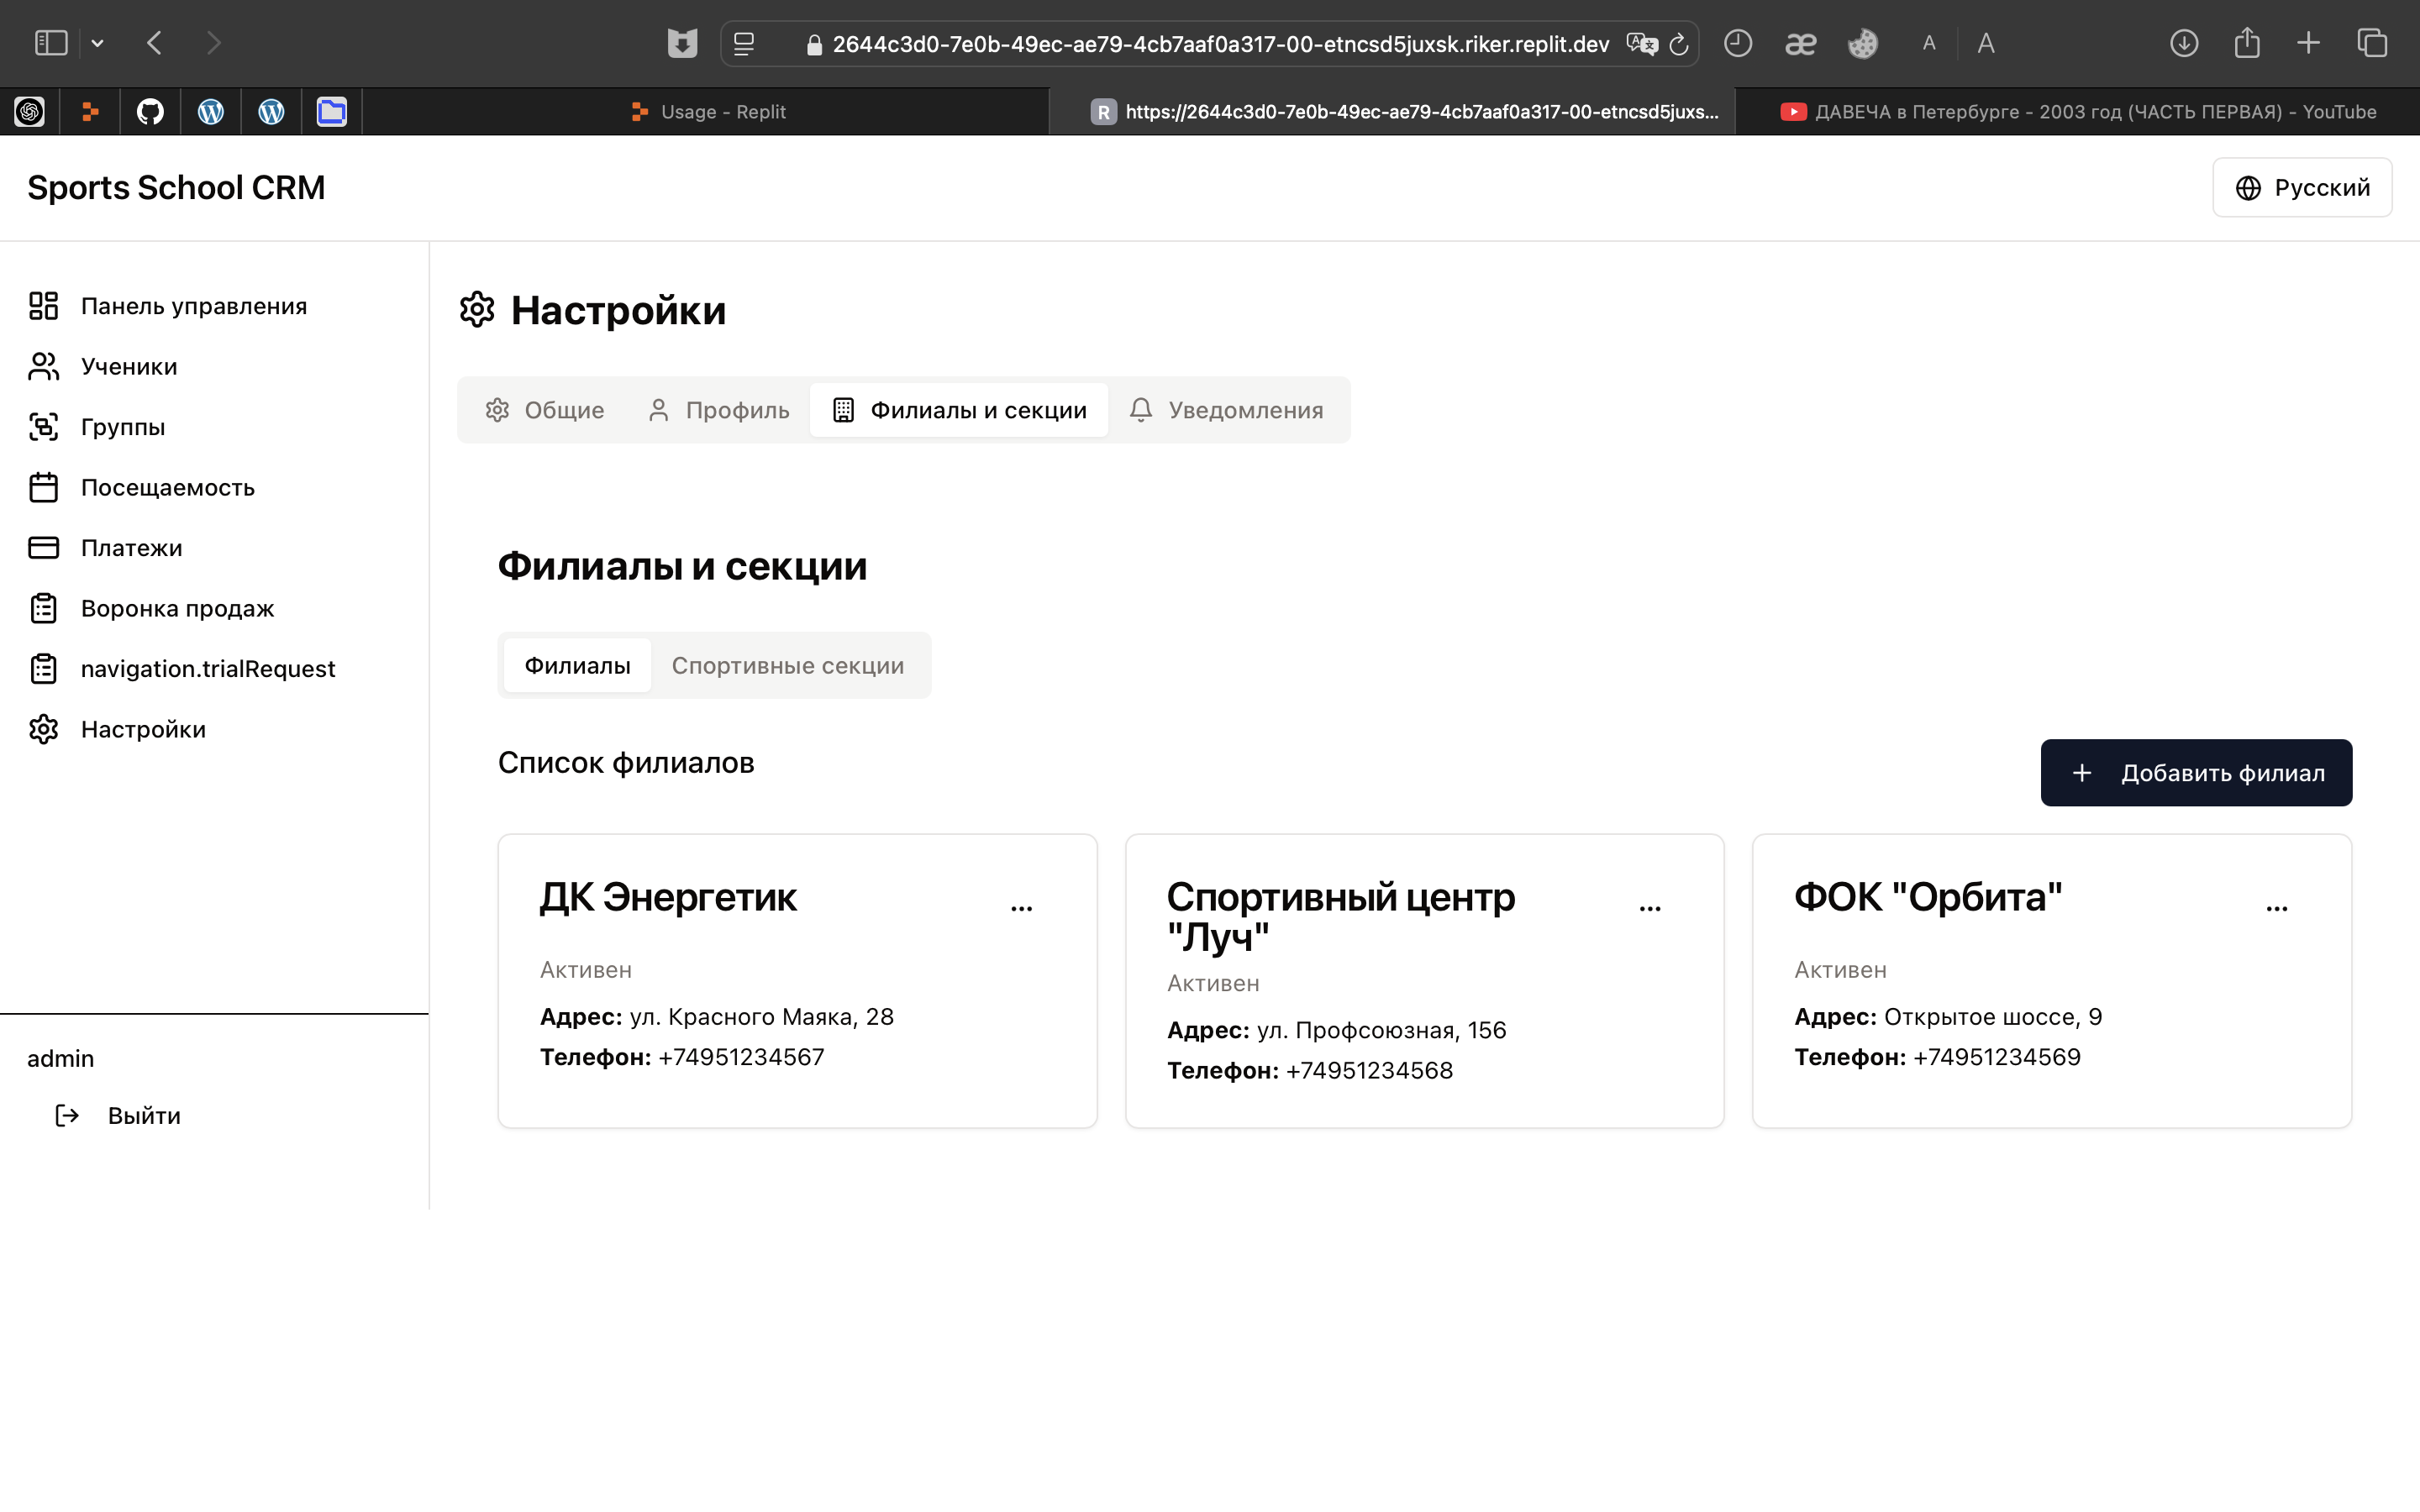 2644c3d0-7e0b-49ec-ae79-4cb7aaf0a317-00-etncsd5juxsk.riker.replit.dev
A A
Usage - Replit
R https://2644c3d0-7e0b-49ec-ae79-4cb7aaf0a317-00-etncsd5juxs...
ДАВЕЧА в Петербурге - 2003 год (ЧАСТЬ ПЕРВАЯ) - YouTube
Sports School CRM
Русский
Панель управления
Ученики
Группы
Посещаемость
Платежи
Воронка продаж
navigation.trialRequest
Настройки
admin
Выйти
Настройки
Общие Профиль Филиалы и секции Уведомления
Филиалы и секции
Филиалы Спортивные секции
Список филиалов
+ Добавить филиал
ДК Энергетик ...
Активен
Адрес: ул. Красного Маяка, 28
Телефон: +74951234567
Спортивный центр ...
"Луч"
Активен
Адрес: ул. Профсоюзная, 156
Телефон: +74951234568
ФОК "Орбита" ...
Активен
Адрес: Открытое шоссе, 9
Телефон: +74951234569